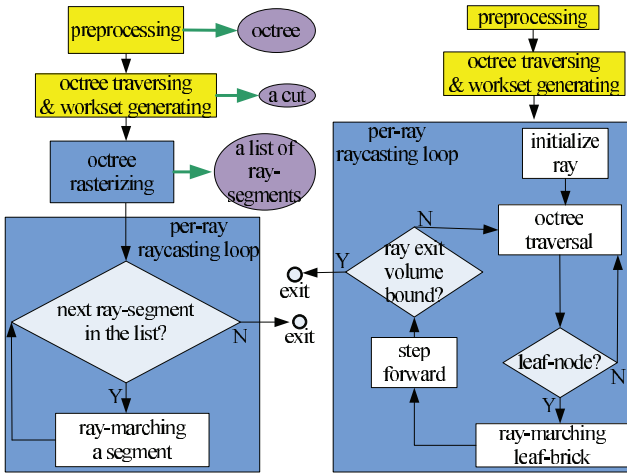 preprocessing
octree
octree traversing
& workset generating
a cut
octree
rasterizing
a list of
ray-
segments
per-ray
raycasting loop
next ray-segment
in the list?
N
exit
Y
ray-marching
a segment
preprocessing
octree traversing
& workset generating
per-ray
raycasting loop
initialize
ray
octree
traversal
N
ray exit
volume
bound?
Y
exit
step
forward
leaf-node?
N
Y
ray-marching
leaf-brick